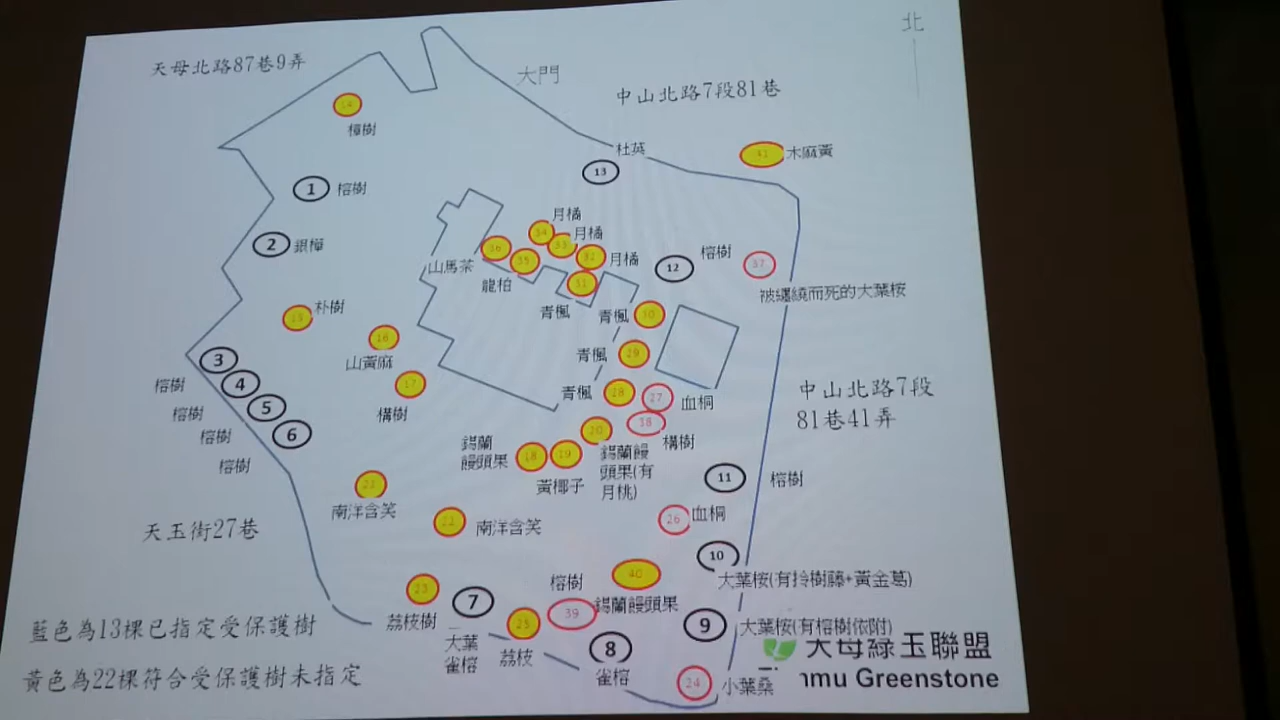 北
天母北路87巷9弄
大門
中山北路7段81巷
14
樟樹
杜英
13
41
木麻黃
1
榕樹
月橘
34
月橘
33
2
銀樺
36
35
32
月橘
榕樹
12
37
山馬茶
龍柏
31
被纏繞而死的大葉桉
15
朴樹
青楓
青楓
30
16
山黃麻
青楓
29
3
榕樹
4
17
構樹
青楓
28
27
血桐
中山北路7段
81巷41弄
榕樹
5
榕樹
6
榕樹
錫蘭
饅頭果
18
19
20
38
構樹
黃椰子
錫蘭饅
頭果(有
月桃)
11
榕樹
南洋含笑
南洋含笑
26
血桐
天玉街27巷
10
大葉桉(有拎樹藤+黃金葛)
23
荔枝樹
7
大葉
雀榕
榕樹
39
40
錫蘭饅頭果
25
荔枝
9
大葉桉(有榕樹依附)
8
雀榕
24
小葉桑
藍色為13棵已指定受保護樹
黃色為22棵符合受保護樹未指定
天母綠玉聯盟
nmu Greenstone